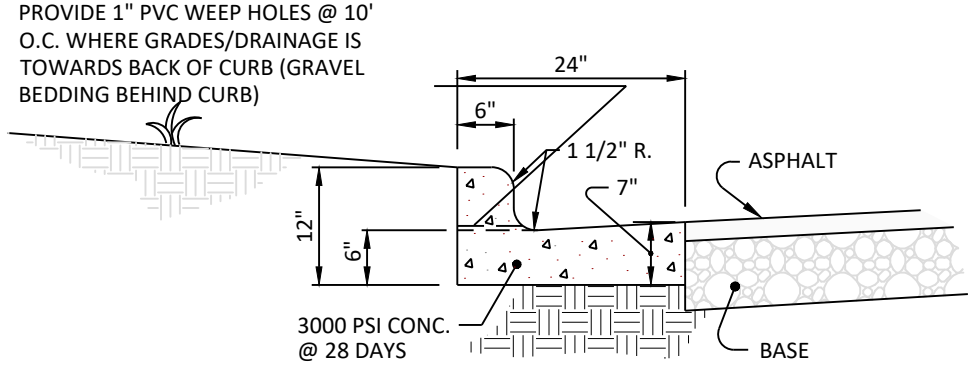 PROVIDE 1" PVC WEEP HOLES @ 10'
O.C. WHERE GRADES/DRAINAGE IS
TOWARDS BACK OF CURB (GRAVEL
BEDDING BEHIND CURB)
24"
6"
1 1/2" R.
7"
ASPHALT
12"
6"
3000 PSI CONC.
@ 28 DAYS
BASE